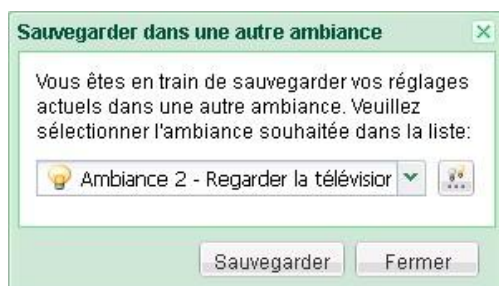 Sauvegarder dans une autre ambiance
Vous êtes en train de sauvegarder vos réglages
actuels dans une autre ambiance. Veuillez
sélectionner l'ambiance souhaitée dans la liste:
Ambiance 2 - Regarder la télévisior
Sauvegarder
Fermer